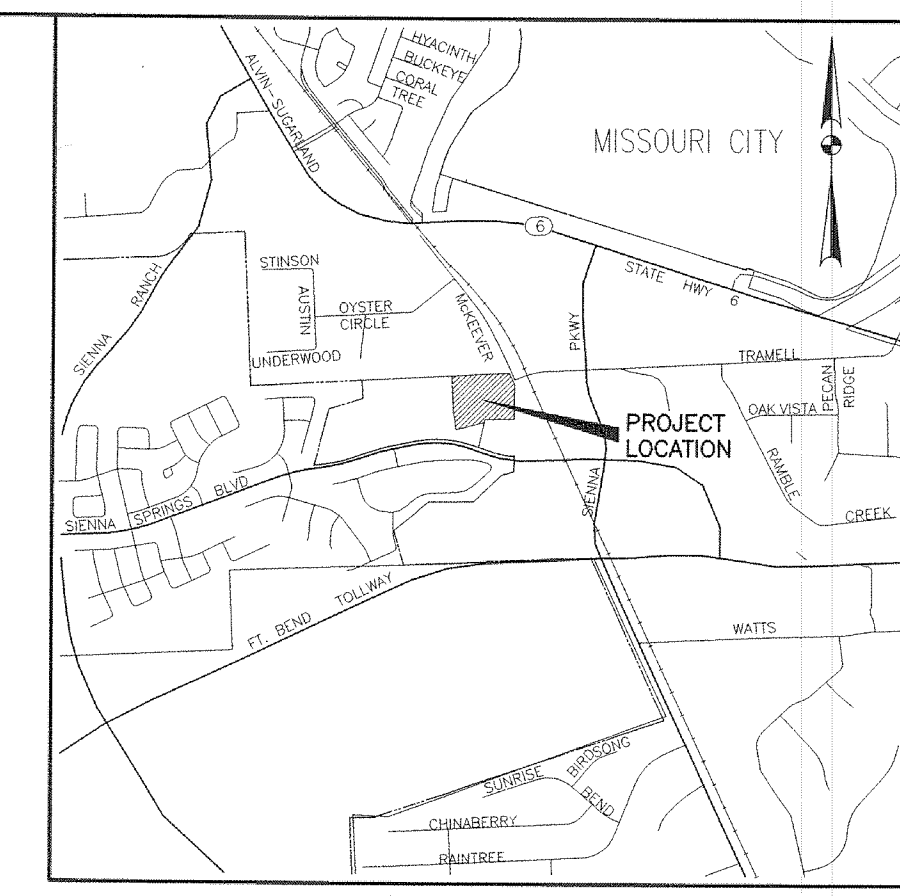 HYACINTH
BUCKEYE
CORAL
TREE
ALVIN-SUGARLAND
MISSOURI CITY
6
STATE HWY 6
SIENNA RANCH
STINSON
AUSTIN
OYSTER
CIRCLE
UNDERWOOD
McKEEVER
PKWY
TRAMELL
PECAN
RIDGE
OAK VISTA
PROJECT
LOCATION
RAMBLE
CREEK
SIENNA
SIENNA SPRINGS BLVD
FT. BEND TOLLWAY
WATTS
SUNRISE
BIRDSONG
BEND
CHINABERRY
RAINTREE